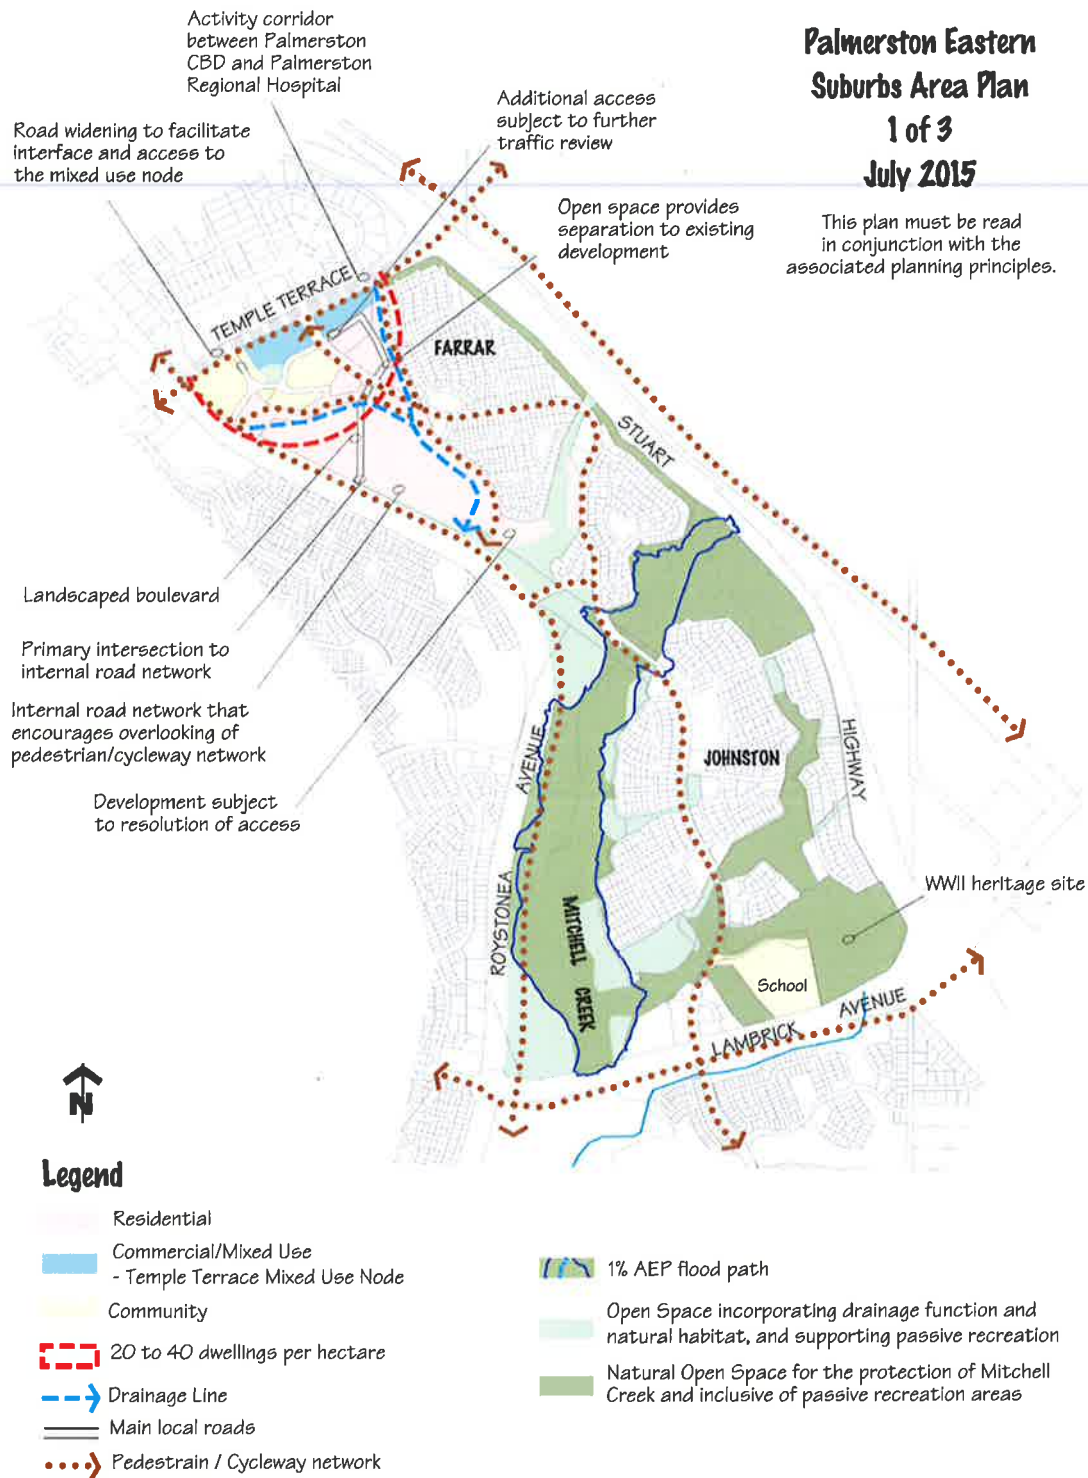 Palmerston Eastern
Suburbs Area Plan
1 of 3
July 2015
This plan must be read
in conjunction with the
associated planning principles.
Activity corridor
between Palmerston
CBD and Palmerston
Regional Hospital
Additional access
subject to further
traffic review
Road widening to facilitate
interface and access to
the mixed use node
Open space provides
separation to existing
development
TEMPLE TERRACE
FARRAR
STUART
HIGHWAY
Landscaped boulevard
Primary intersection to
internal road network
Internal road network that
encourages overlooking of
pedestrian/cycleway network
Development subject
to resolution of access
JOHNSTON
ROYSTONEA
AVENUE
MITCHELL
CREEK
WWII heritage site
School
LAMBRICK
AVENUE
N
Legend
Residential
Commercial/Mixed Use
- Temple Terrace Mixed Use Node
Community
20 to 40 dwellings per hectare
Drainage Line
Main local roads
Pedestrain / Cycleway network
1% AEP flood path
Open Space incorporating drainage function and
natural habitat, and supporting passive recreation
Natural Open Space for the protection of Mitchell
Creek and inclusive of passive recreation areas